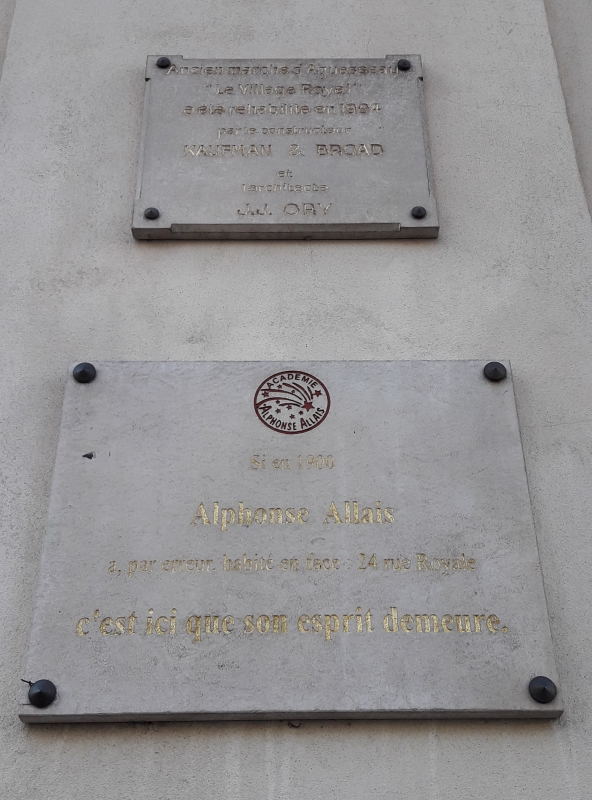 Ancien marché d'Aguesseau
"Le Village Royal"
a été réhabilité en 1994
par le constructeur
KAUFMAN & BROAD
et
l'architecte
J.J. ORY
ACADEMIE
ALPHONSE ALLAIS
Si en 1900
Alphonse Allais
a, par erreur, habité en face : 24 rue Royale
c'est ici que son esprit demeure.